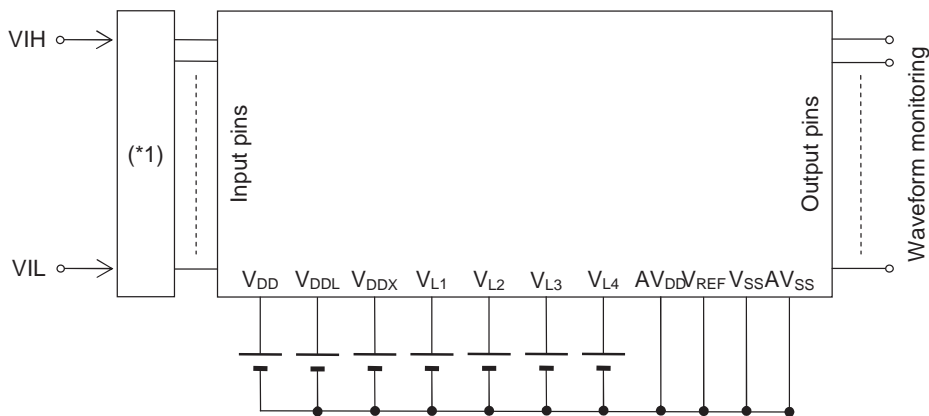 VIH
(*1)
VIL
Input pins
Output pins
Waveform monitoring
VDD VDDL VDDX VL1 VL2 VL3 VL4 AVDD VREF VSS AVSS